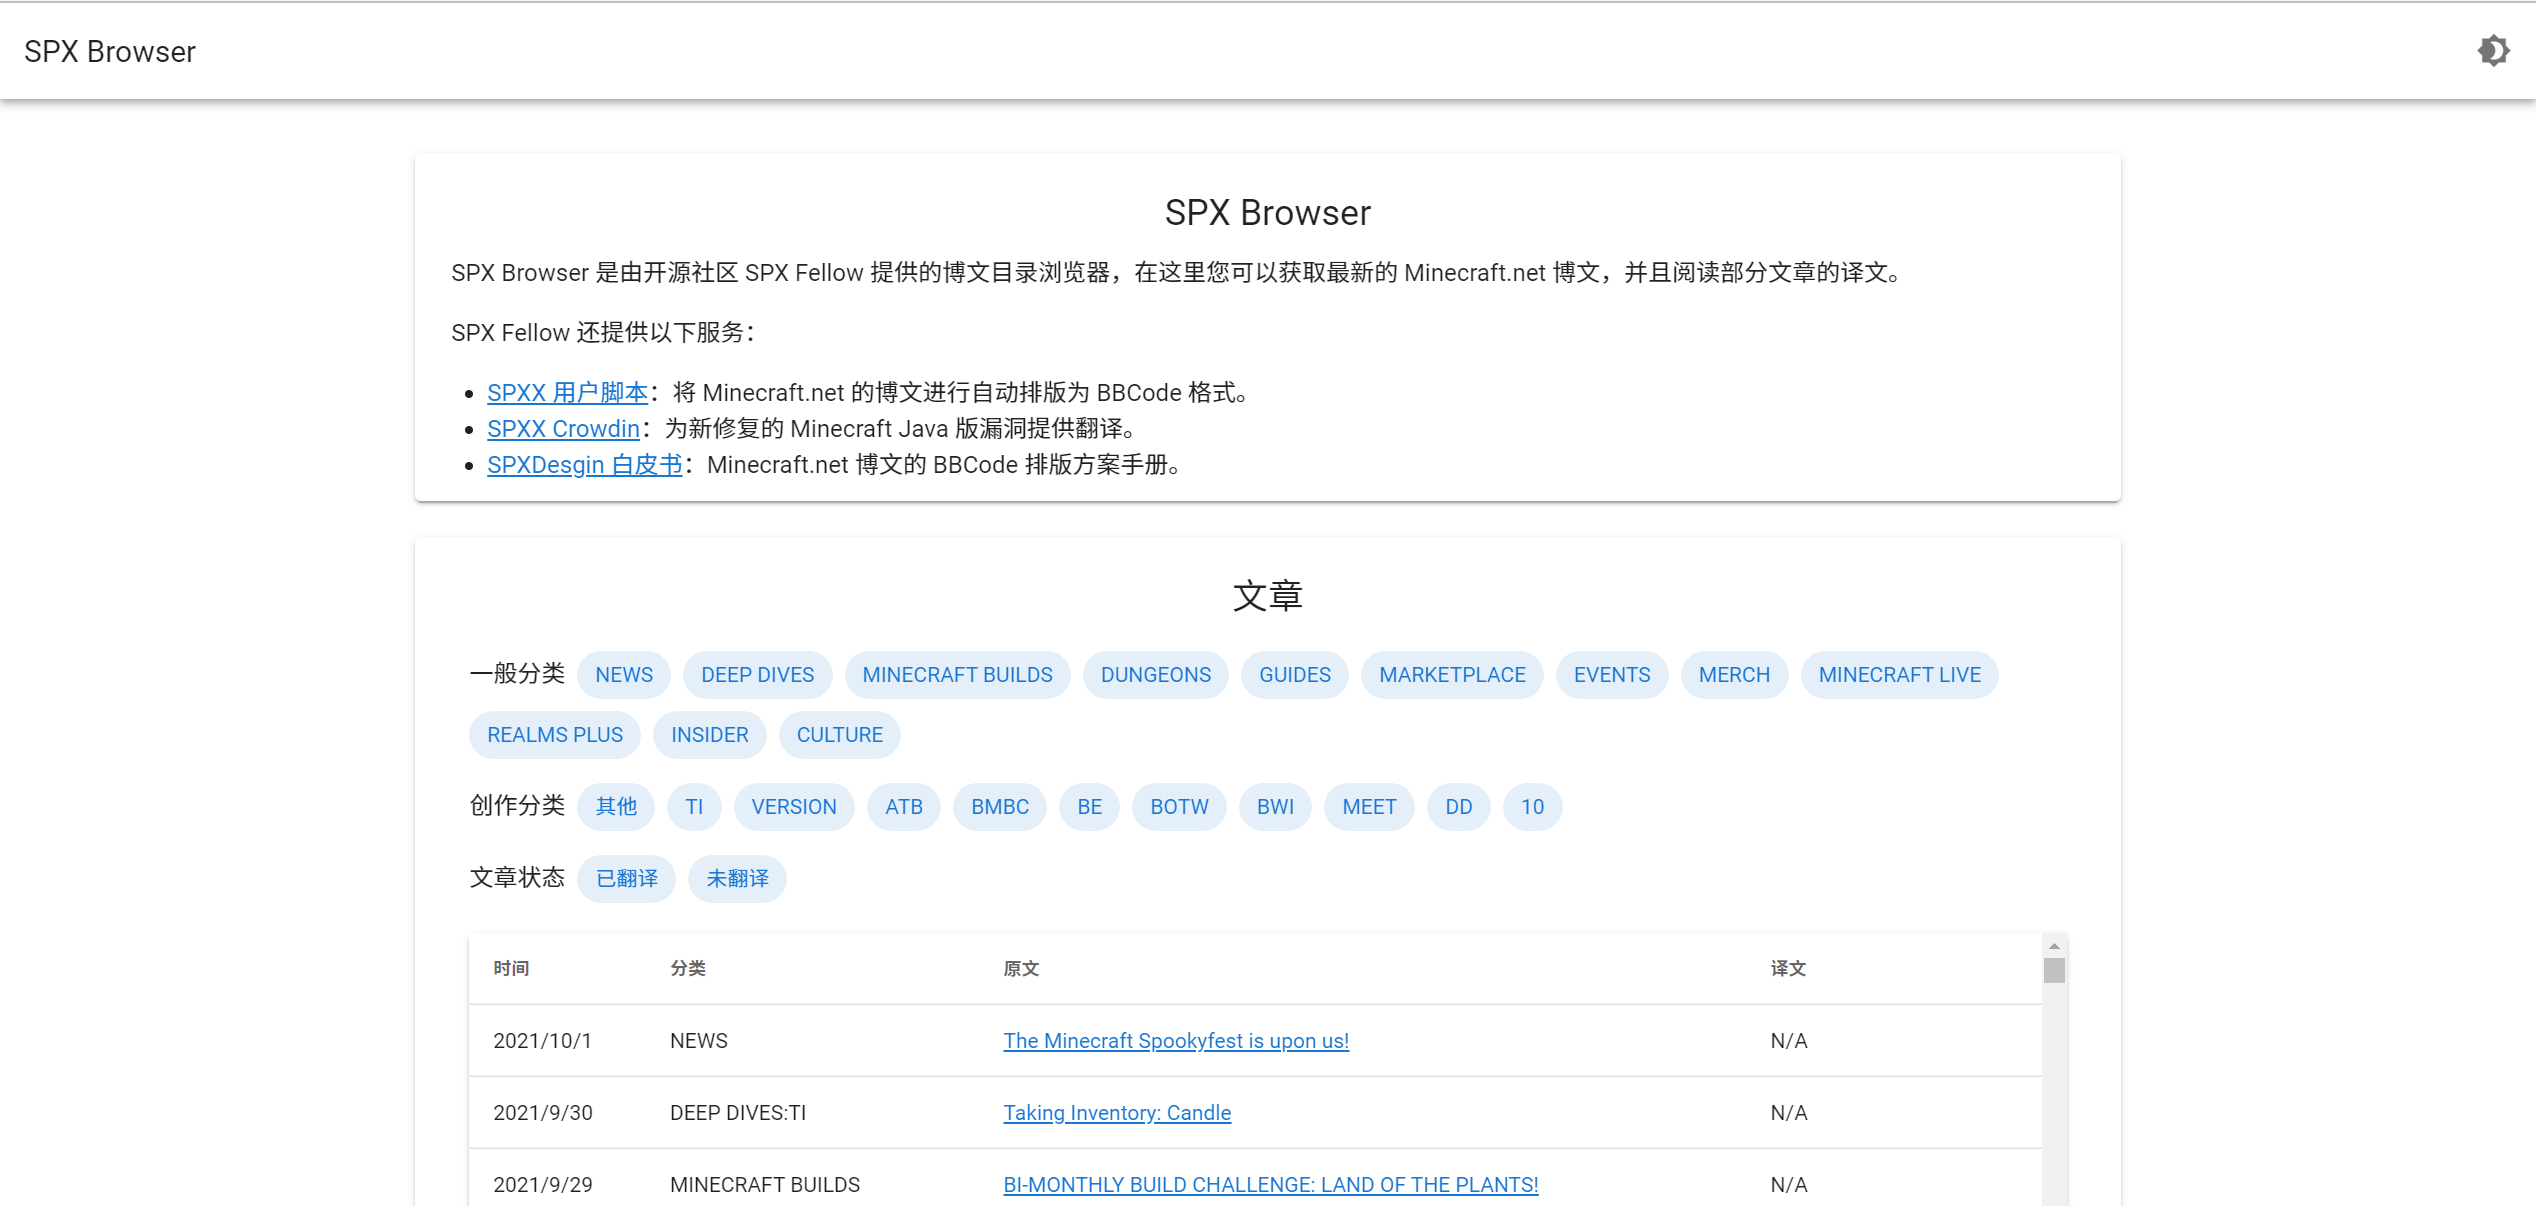 SPX Browser
SPX Browser
SPX Browser 是由开源社区 SPX Fellow 提供的博文目录浏览器，在这里您可以获取最新的 Minecraft.net 博文，并且阅读部分文章的译文。
SPX Fellow 还提供以下服务：
SPXX 用户脚本：将 Minecraft.net 的博文进行自动排版为 BBCode 格式。
SPXX Crowdin：为新修复的 Minecraft Java 版漏洞提供翻译。
SPXDesgin 白皮书：Minecraft.net 博文的 BBCode 排版方案手册。
文章
一般分类 NEWS DEEP DIVES MINECRAFT BUILDS DUNGEONS GUIDES MARKETPLACE EVENTS MERCH MINECRAFT LIVE
REALMS PLUS INSIDER CULTURE
创作分类 其他 TI VERSION ATB BMBC BE BOTW BWI MEET DD 10
文章状态 已翻译 未翻译
时间 分类 原文 译文
2021/10/1 NEWS The Minecraft Spookyfest is upon us! N/A
2021/9/30 DEEP DIVES:TI Taking Inventory: Candle N/A
2021/9/29 MINECRAFT BUILDS BI-MONTHLY BUILD CHALLENGE: LAND OF THE PLANTS! N/A